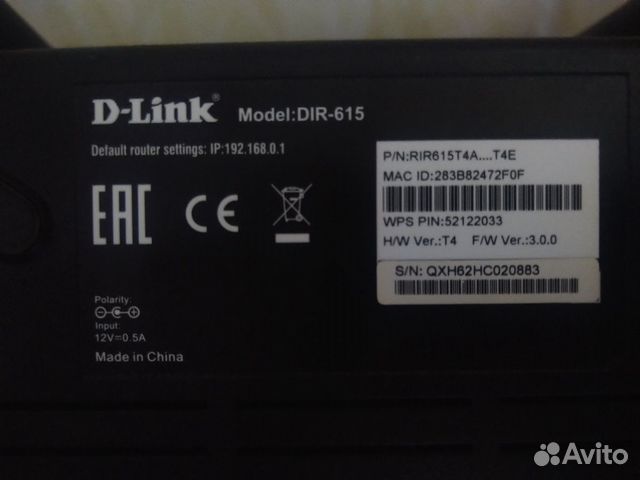 D-Link®
Model:DIR-615
Default router settings: IP:192.168.0.1
P/N:RIR615T4A....T4E
MAC ID:283B82472F0F
WPS PIN:52122033
H/W Ver.:T4 F/W Ver.:3.0.0
S/N: QXH62HC020883
EAC CE
Polarity:
Input:
12V=0.5A
Made in China
Avito